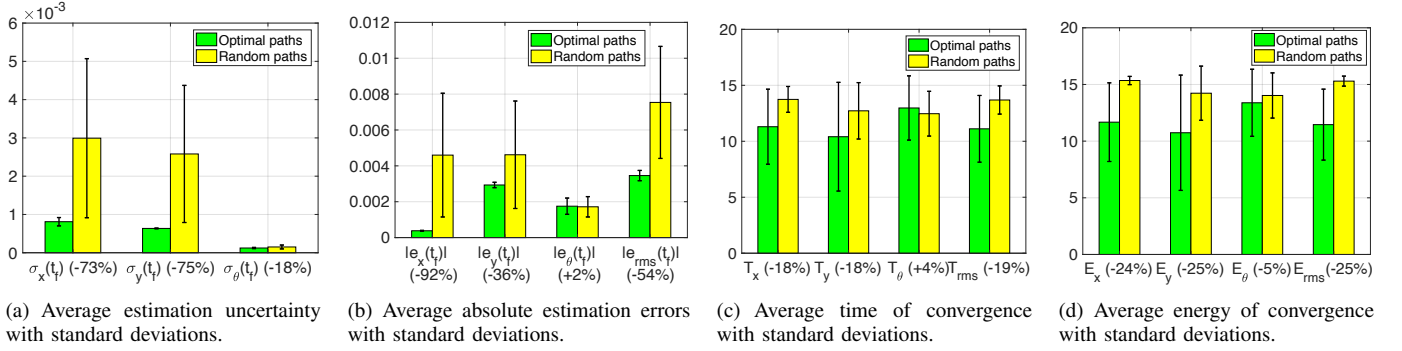 6 ×10⁻³
5
4
3
2
1
0
Optimal paths
Random paths
σx(tf) (-73%) σy(tf) (-75%) σθ(tf) (-18%)
(a) Average estimation uncertainty
with standard deviations.
0.012
0.01
0.008
0.006
0.004
0.002
0
Optimal paths
Random paths
|ex(tf)| |ey(tf)| |eθ(tf)| |erms(tf)|
(-92%) (-36%) (+2%) (-54%)
(b) Average absolute estimation errors
with standard deviations.
20
15
10
5
0
Optimal paths
Random paths
Tx (-18%) Ty (-18%) Tθ (+4%) Trms (-19%)
(c) Average time of convergence
with standard deviations.
20
15
10
5
0
Optimal paths
Random paths
Ex (-24%) Ey (-25%) Eθ (-5%) Erms (-25%)
(d) Average energy of convergence
with standard deviations.